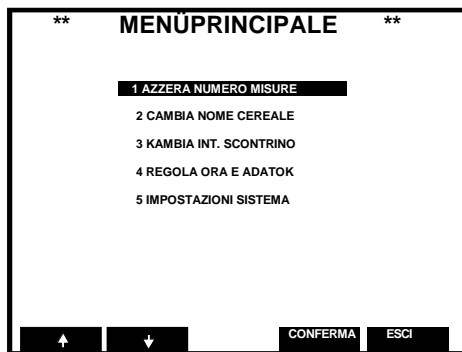 ** MENÜPRINCIPALE **
1 AZZERA NUMERO MISURE
2 CAMBIA NOME CEREALE
3 KAMBIA INT. SCONTRINO
4 REGOLA ORA E ADATOK
5 IMPOSTAZIONI SISTEMA
CONFERMA ESCI